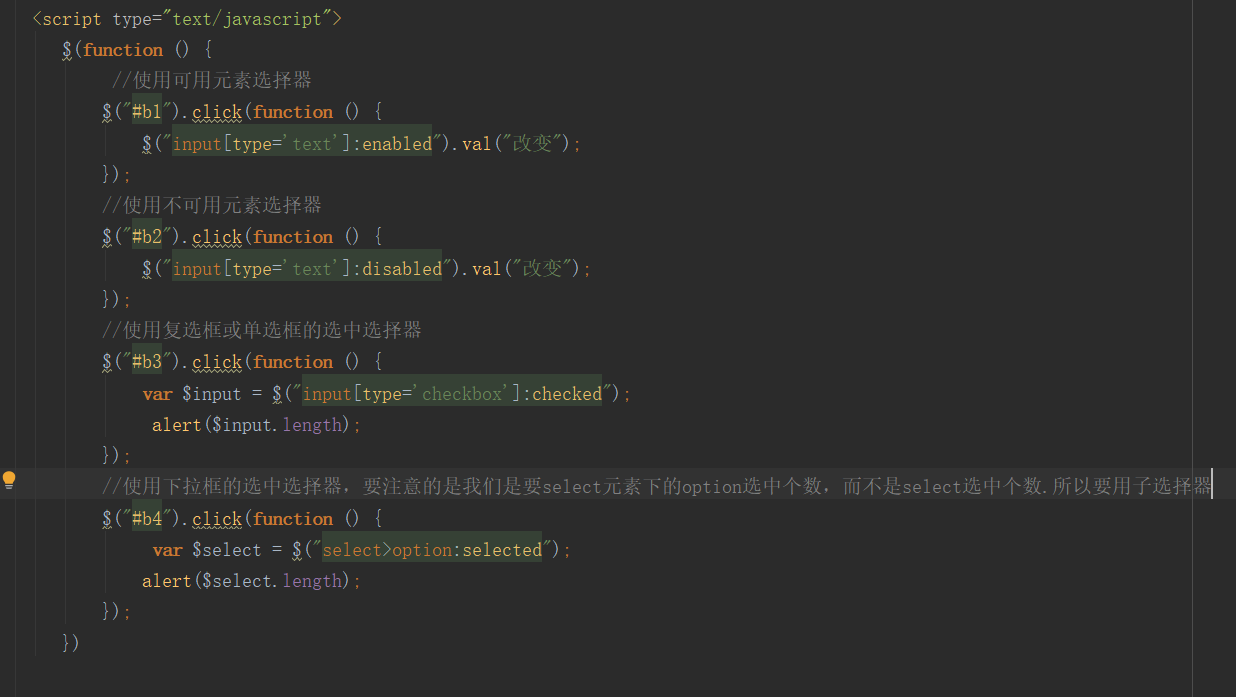 <script type="text/javascript">
$(function () {
//使用可用元素选择器
$("#b1").click(function () {
$("input[type='text']:enabled").val("改变");
});
//使用不可用元素选择器
$("#b2").click(function () {
$("input[type='text']:disabled").val("改变");
});
//使用复选框或单选框的选中选择器
$("#b3").click(function () {
var $input = $("input[type='checkbox']:checked");
alert($input.length);
});
//使用下拉框的选中选择器，要注意的是我们是要select元素下的option选中个数，而不是select选中个数.所以要用子选择器
$("#b4").click(function () {
var $select = $("select>option:selected");
alert($select.length);
});
})